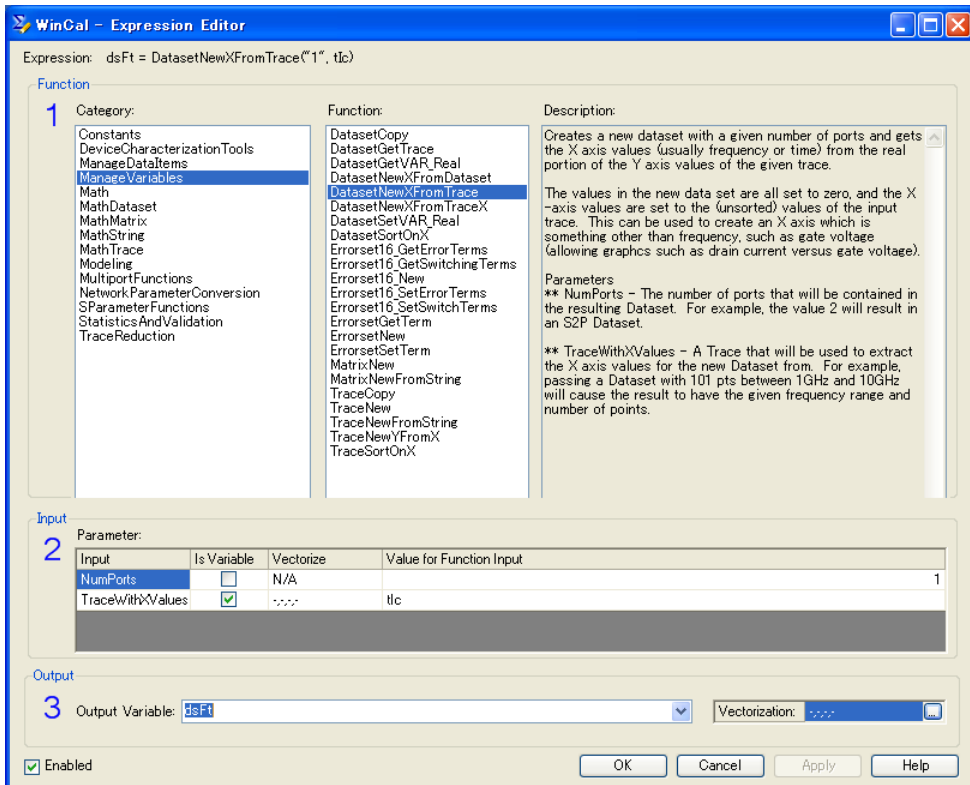 WinCal - Expression Editor
Expression: dsFt = DatasetNewXFromTrace("1", tIc)
Function
1
Category:
Constants
DeviceCharacterizationTools
ManageDataItems
ManageVariables
Math
MathDataset
MathMatrix
MathString
MathTrace
Modeling
MultiportFunctions
NetworkParameterConversion
SParameterFunctions
StatisticsAndValidation
TraceReduction
Function:
DatasetCopy
DatasetGetTrace
DatasetGetVAR_Real
DatasetNewXFromDataset
DatasetNewXFromTrace
DatasetNewXFromTraceX
DatasetSetVAR_Real
DatasetSortOnX
Errorset16_GetErrorTerms
Errorset16_GetSwitchingTerms
Errorset16_New
Errorset16_SetErrorTerms
Errorset16_SetSwitchTerms
ErrorsetGetTerm
ErrorsetNew
ErrorsetSetTerm
MatrixNew
MatrixNewFromString
TraceCopy
TraceNew
TraceNewFromString
TraceNewYFromX
TraceSortOnX
Description:
Creates a new dataset with a given number of ports and gets
the X axis values (usually frequency or time) from the real
portion of the Y axis values of the given trace.
The values in the new data set are all set to zero, and the X
-axis values are set to the (unsorted) values of the input
trace. This can be used to create an X axis which is
something other than frequency, such as gate voltage
(allowing graphcs such as drain current versus gate voltage).
Parameters
** NumPorts - The number of ports that will be contained in
the resulting Dataset. For example, the value 2 will result in
an S2P Dataset.
** TraceWithXValues - A Trace that will be used to extract
the X axis values for the new Dataset from. For example,
passing a Dataset with 101 pts between 1GHz and 10GHz
will cause the result to have the given frequency range and
number of points.
Input
2
Parameter:
Input Is Variable Vectorize Value for Function Input
NumPorts N/A 1
TraceWithXValues -,-,-,- tIc
Output
3
Output Variable: dsFt
Vectorization: -,-,-,- ...
Enabled
OK Cancel Apply Help